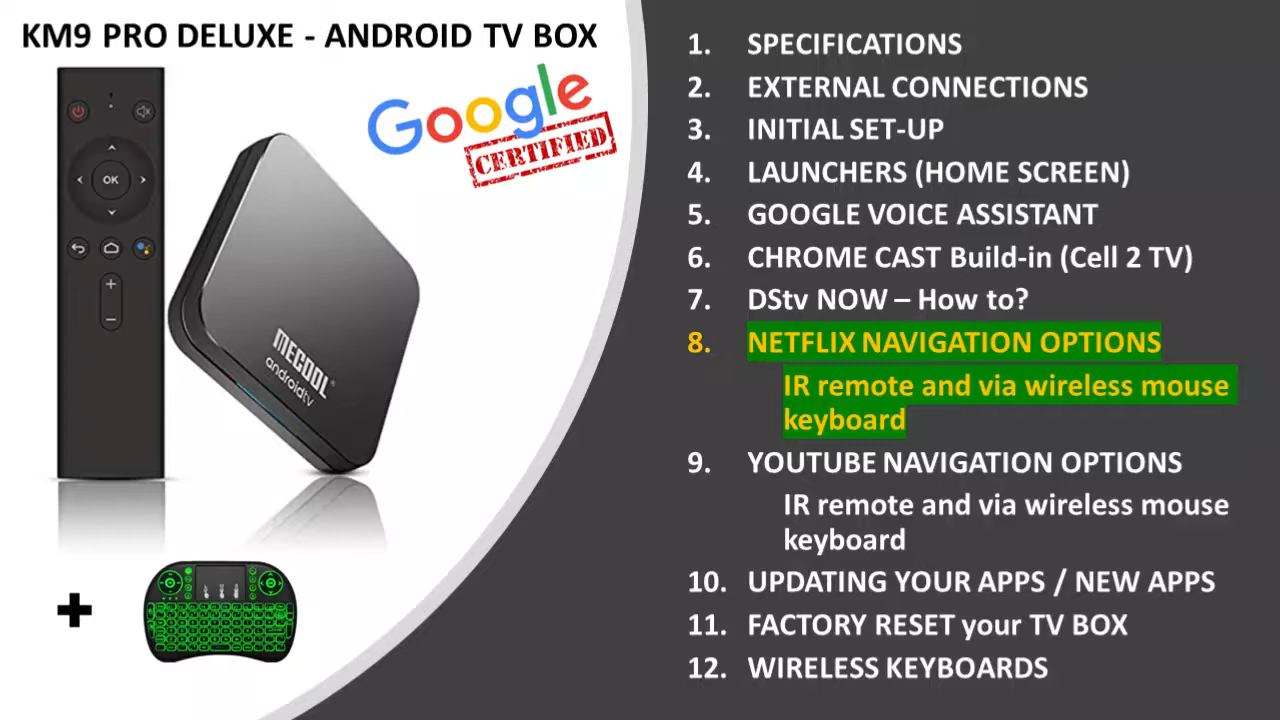 KM9 PRO DELUXE - ANDROID TV BOX
Google
CERTIFIED
OK
MECOOL
androidtv
+
1. SPECIFICATIONS
2. EXTERNAL CONNECTIONS
3. INITIAL SET-UP
4. LAUNCHERS (HOME SCREEN)
5. GOOGLE VOICE ASSISTANT
6. CHROME CAST Build-in (Cell 2 TV)
7. DStv NOW – How to?
8. NETFLIX NAVIGATION OPTIONS
IR remote and via wireless mouse
keyboard
9. YOUTUBE NAVIGATION OPTIONS
IR remote and via wireless mouse
keyboard
10. UPDATING YOUR APPS / NEW APPS
11. FACTORY RESET your TV BOX
12. WIRELESS KEYBOARDS